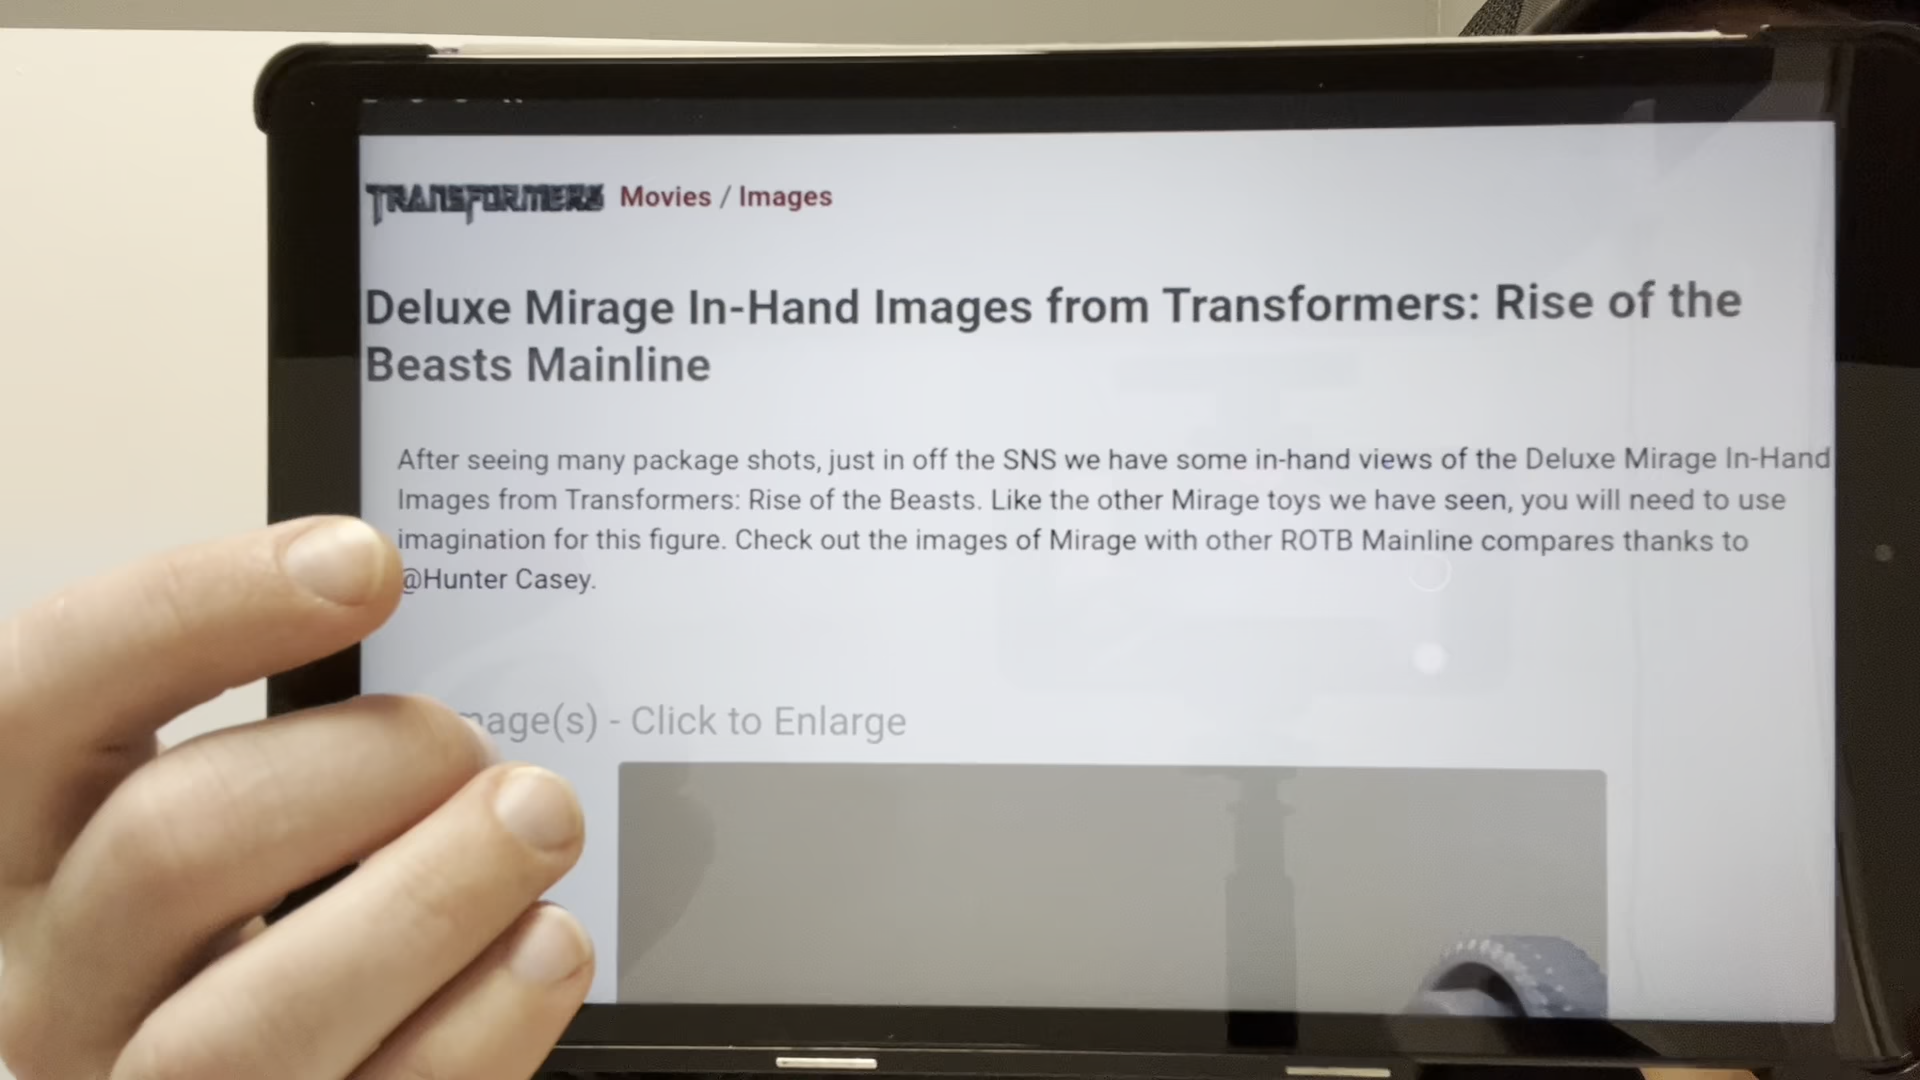 TRANSFORMERS Movies / Images
Deluxe Mirage In-Hand Images from Transformers: Rise of the
Beasts Mainline
After seeing many package shots, just in off the SNS we have some in-hand views of the Deluxe Mirage In-Hand
Images from Transformers: Rise of the Beasts. Like the other Mirage toys we have seen, you will need to use
imagination for this figure. Check out the images of Mirage with other ROTB Mainline compares thanks to
@Hunter Casey.
- Click to Enlarge